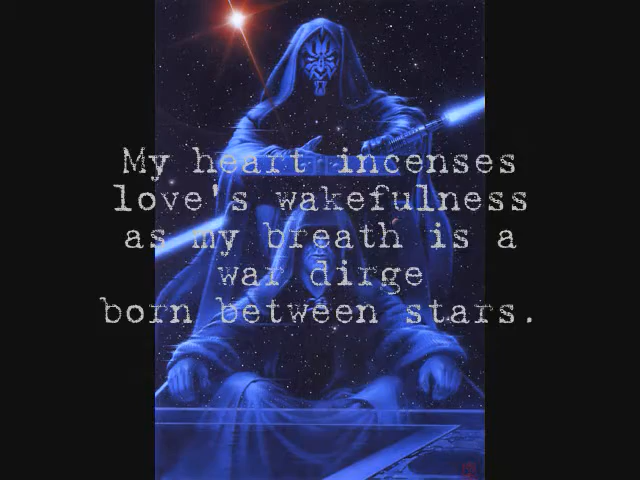 My heart incenses
love's wakefulness
as my breath is a
war dirge
born between stars.